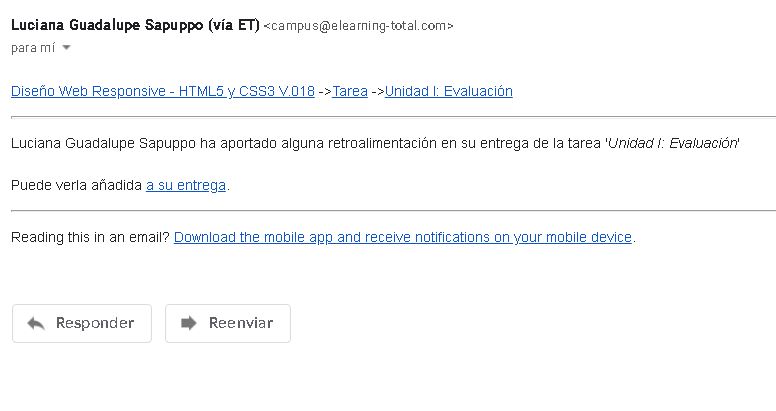 Luciana Guadalupe Sapuppo (vía ET) <campus@elearning-total.com>
para mí
Diseño Web Responsive - HTML5 y CSS3 V.018 ->Tarea ->Unidad I: Evaluación
Luciana Guadalupe Sapuppo ha aportado alguna retroalimentación en su entrega de la tarea 'Unidad I: Evaluación'
Puede verla añadida a su entrega.
Reading this in an email? Download the mobile app and receive notifications on your mobile device.
Responder Reenviar